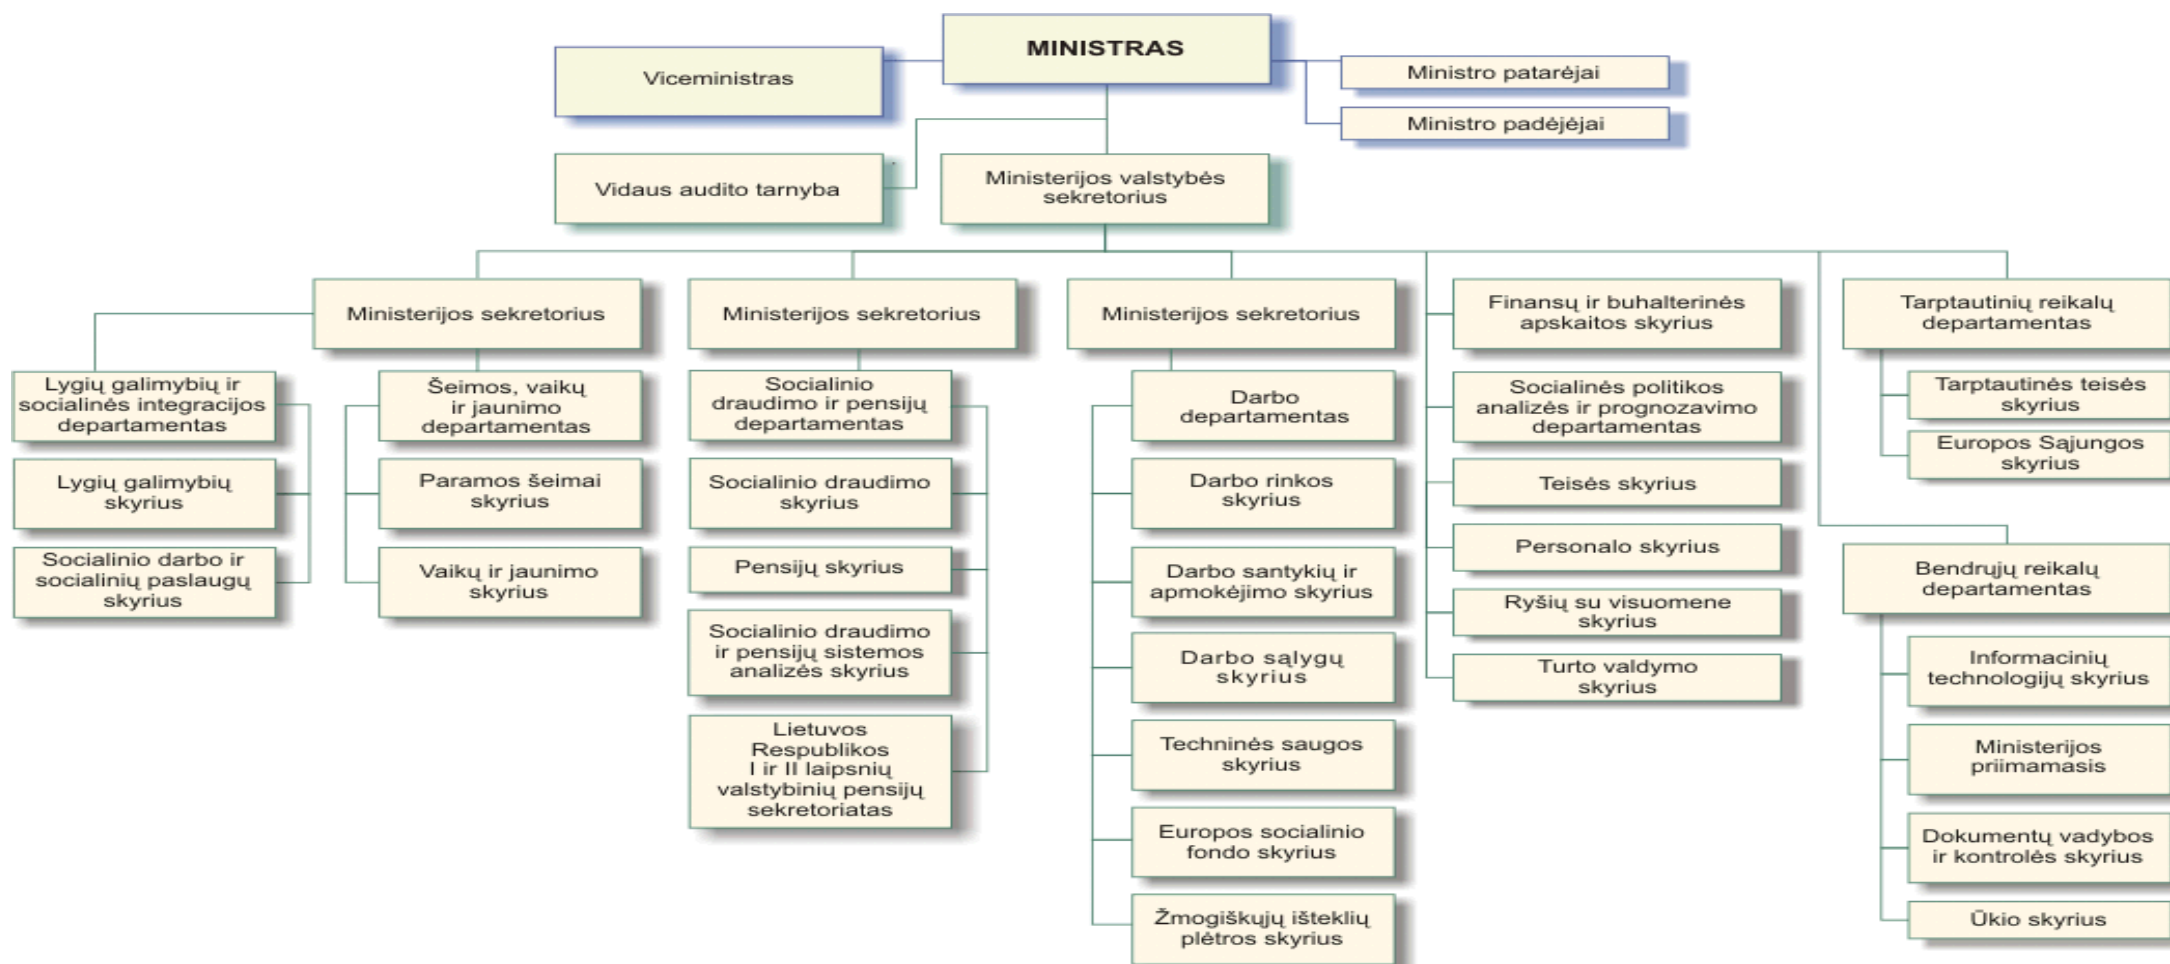 MINISTRAS
Viceministras
Ministro patarėjai
Ministro padėjėjai
Vidaus audito tarnyba
Ministerijos valstybės
sekretorius
Ministerijos sekretorius
Lygių galimybių ir
socialinės integracijos
departamentas
Lygių galimybių
skyrius
Socialinio darbo ir
socialinių paslaugų
skyrius
Šeimos, vaikų
ir jaunimo
departamentas
Paramos šeimai
skyrius
Vaikų ir jaunimo
skyrius
Ministerijos sekretorius
Socialinio
draudimo ir pensijų
departamentas
Socialinio draudimo
skyrius
Pensijų skyrius
Socialinio draudimo
ir pensijų sistemos
analizės skyrius
Lietuvos
Respublikos
I ir II laipsnių
valstybinių pensijų
sekretoriatas
Ministerijos sekretorius
Darbo
departamentas
Darbo rinkos
skyrius
Darbo santykių ir
apmokėjimo skyrius
Darbo sąlygų
skyrius
Techninės saugos
skyrius
Europos socialinio
fondo skyrius
Žmogiškųjų išteklių
plėtros skyrius
Finansų ir buhalterinės
apskaitos skyrius
Socialinės politikos
analizės ir prognozavimo
departamentas
Teisės skyrius
Personalo skyrius
Ryšių su visuomene
skyrius
Turto valdymo
skyrius
Tarptautinių reikalų
departamentas
Tarptautinės teisės
skyrius
Europos Sąjungos
skyrius
Bendrųjų reikalų
departamentas
Informacinių
technologijų skyrius
Ministerijos
priimamasis
Dokumentų vadybos
ir kontrolės skyrius
Ūkio skyrius